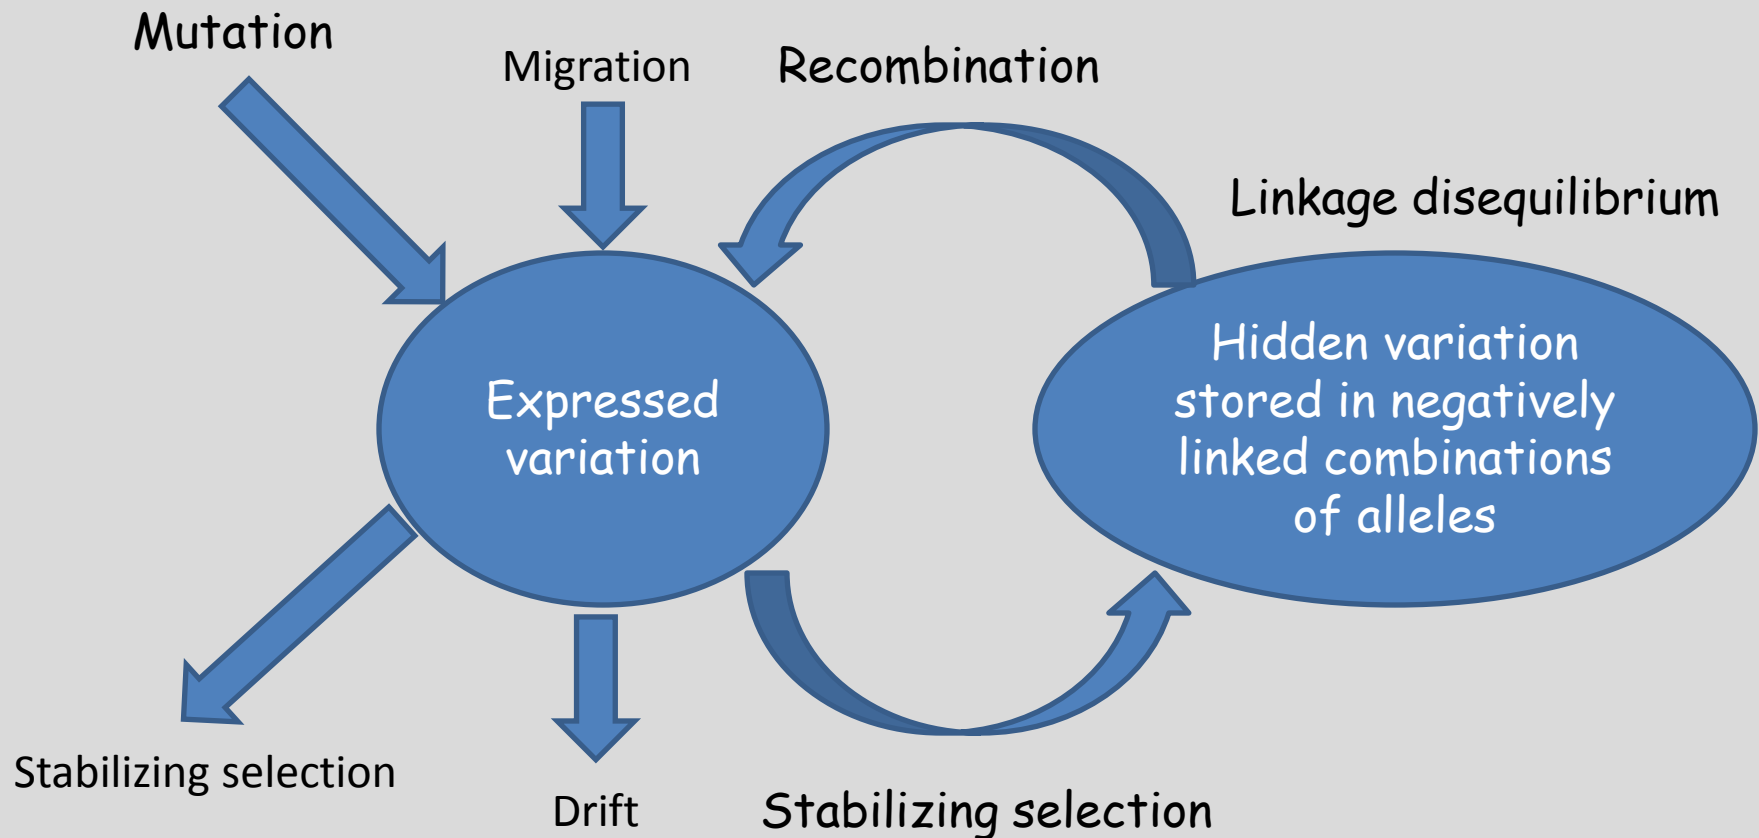 Mutation
Migration
Recombination
Linkage disequilibrium
Expressed
variation
Hidden variation
stored in negatively
linked combinations
of alleles
Stabilizing selection
Drift
Stabilizing selection